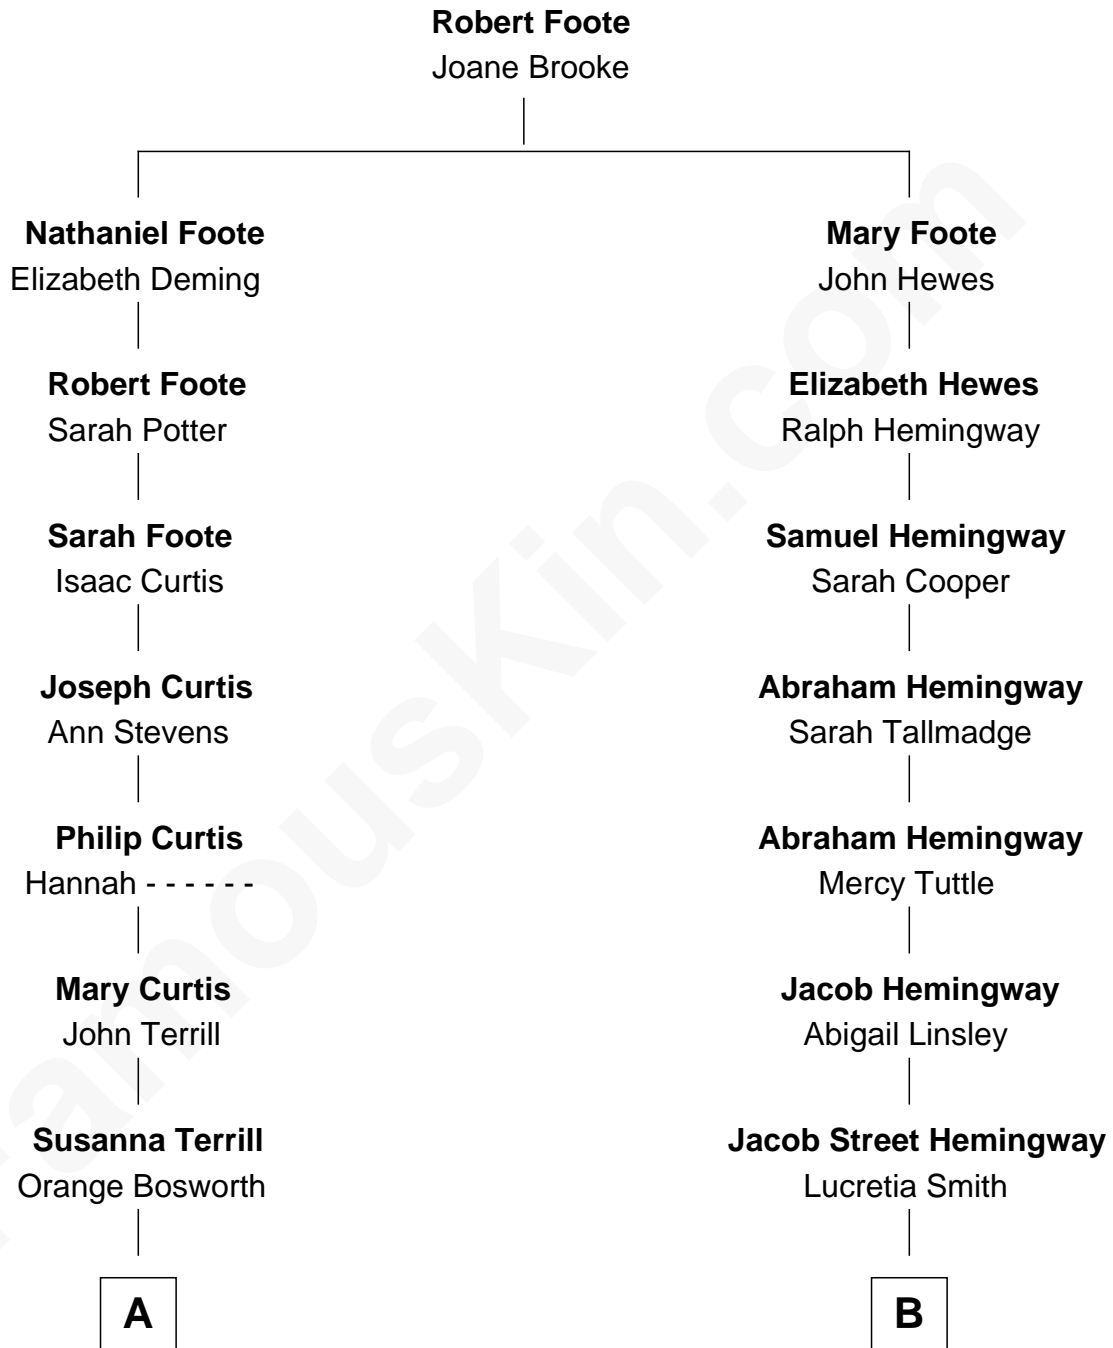 Robert Foote
Joane Brooke
Nathaniel Foote
Elizabeth Deming
Mary Foote
John Hewes
Robert Foote
Sarah Potter
Elizabeth Hewes
Ralph Hemingway
Sarah Foote
Isaac Curtis
Samuel Hemingway
Sarah Cooper
Joseph Curtis
Ann Stevens
Abraham Hemingway
Sarah Tallmadge
Philip Curtis
Hannah - - - - - -
Abraham Hemingway
Mercy Tuttle
Mary Curtis
John Terrill
Jacob Hemingway
Abigail Linsley
Susanna Terrill
Orange Bosworth
Jacob Street Hemingway
Lucretia Smith
A
B
FamousKin.com